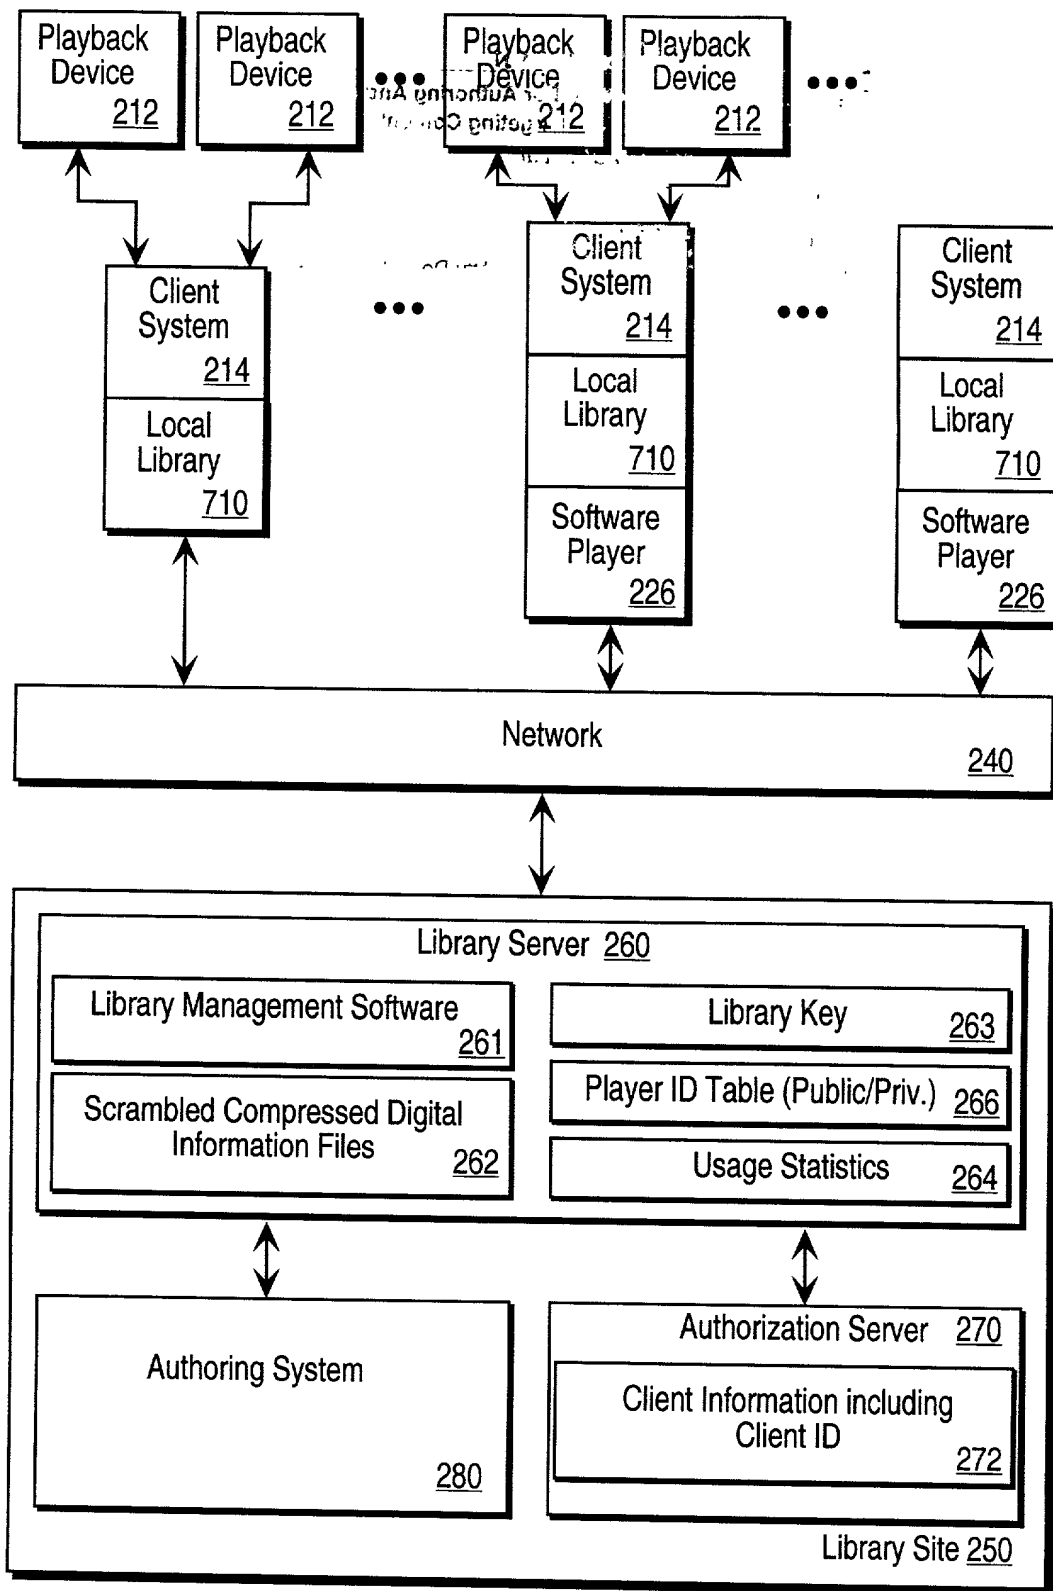 Playback
Device
212
Playback
Device
212
Playback
Device
212
Playback
Device
212
Client
System
214
Local
Library
710
Client
System
214
Local
Library
710
Software
Player
226
Client
System
214
Local
Library
710
Software
Player
226
Network
240
Library Server 260
Library Management Software
261
Scrambled Compressed Digital
Information Files
262
Library Key
263
Player ID Table (Public/Priv.)
266
Usage Statistics
264
Authoring System
280
Authorization Server 270
Client Information including
Client ID
272
Library Site 250